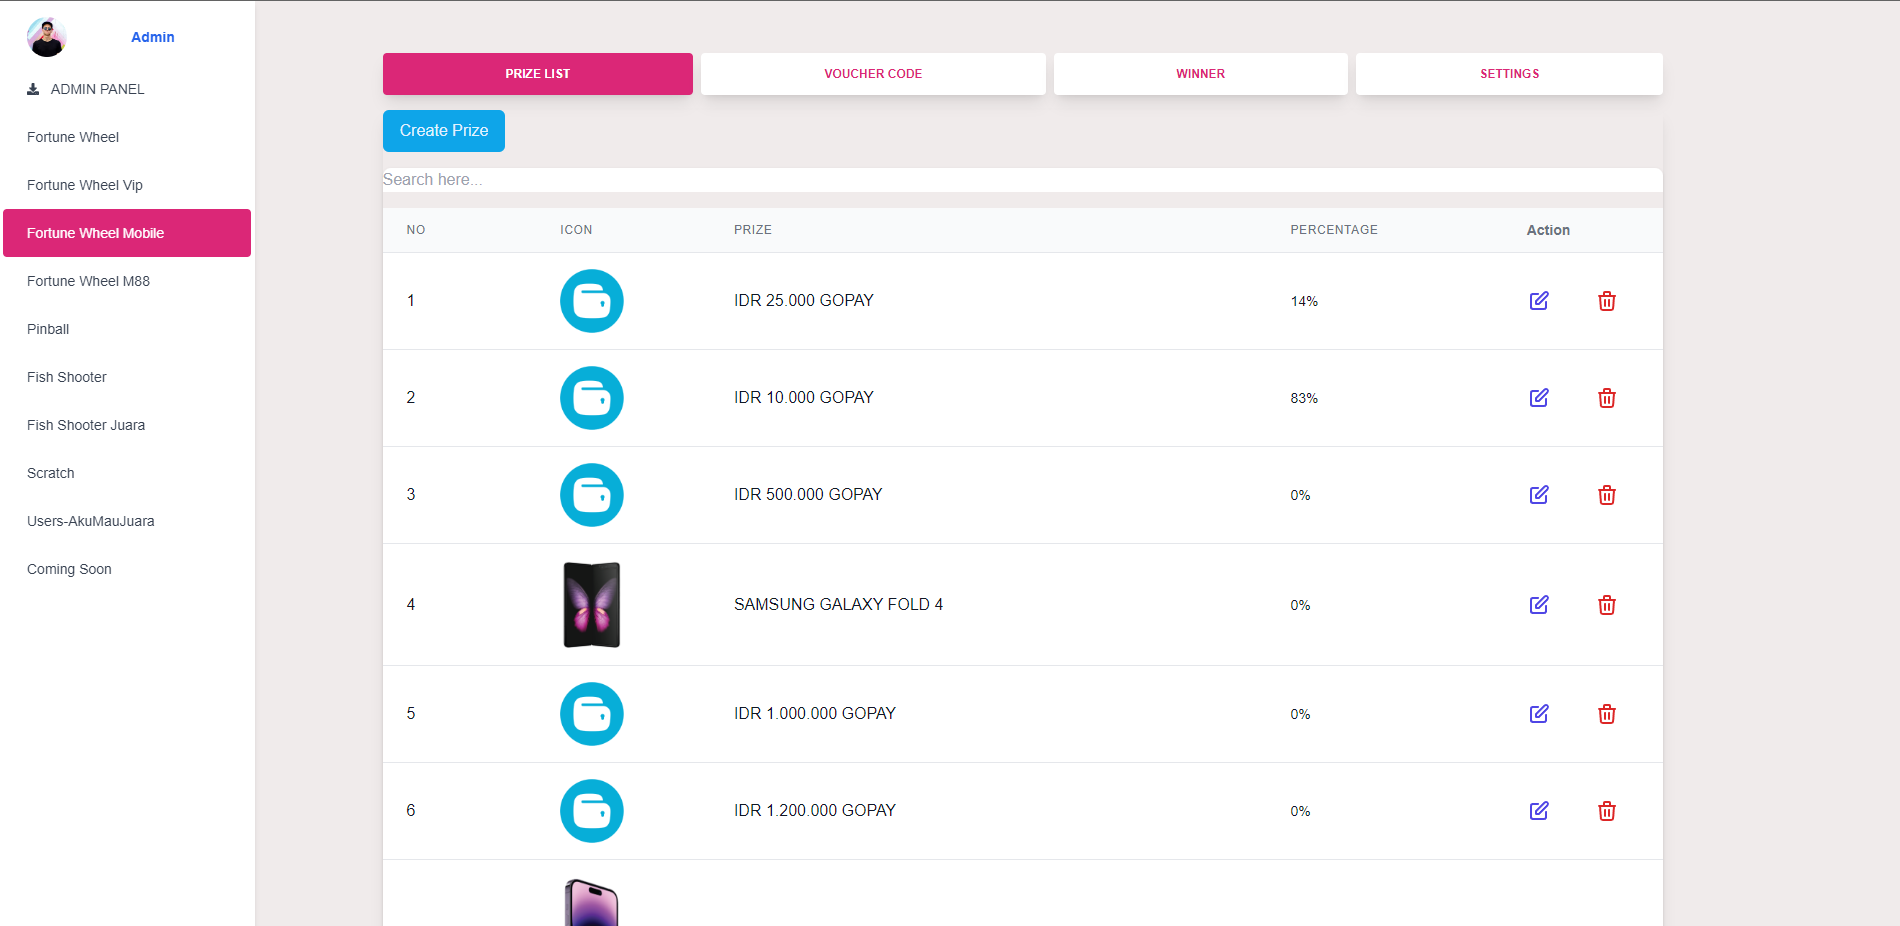 Admin
ADMIN PANEL
Fortune Wheel
Fortune Wheel Vip
Fortune Wheel Mobile
Fortune Wheel M88
Pinball
Fish Shooter
Fish Shooter Juara
Scratch
Users-AkuMauJuara
Coming Soon
PRIZE LIST VOUCHER CODE WINNER SETTINGS
Create Prize
Search here...
NO ICON PRIZE PERCENTAGE Action
1 IDR 25.000 GOPAY 14%
2 IDR 10.000 GOPAY 83%
3 IDR 500.000 GOPAY 0%
4 SAMSUNG GALAXY FOLD 4 0%
5 IDR 1.000.000 GOPAY 0%
6 IDR 1.200.000 GOPAY 0%